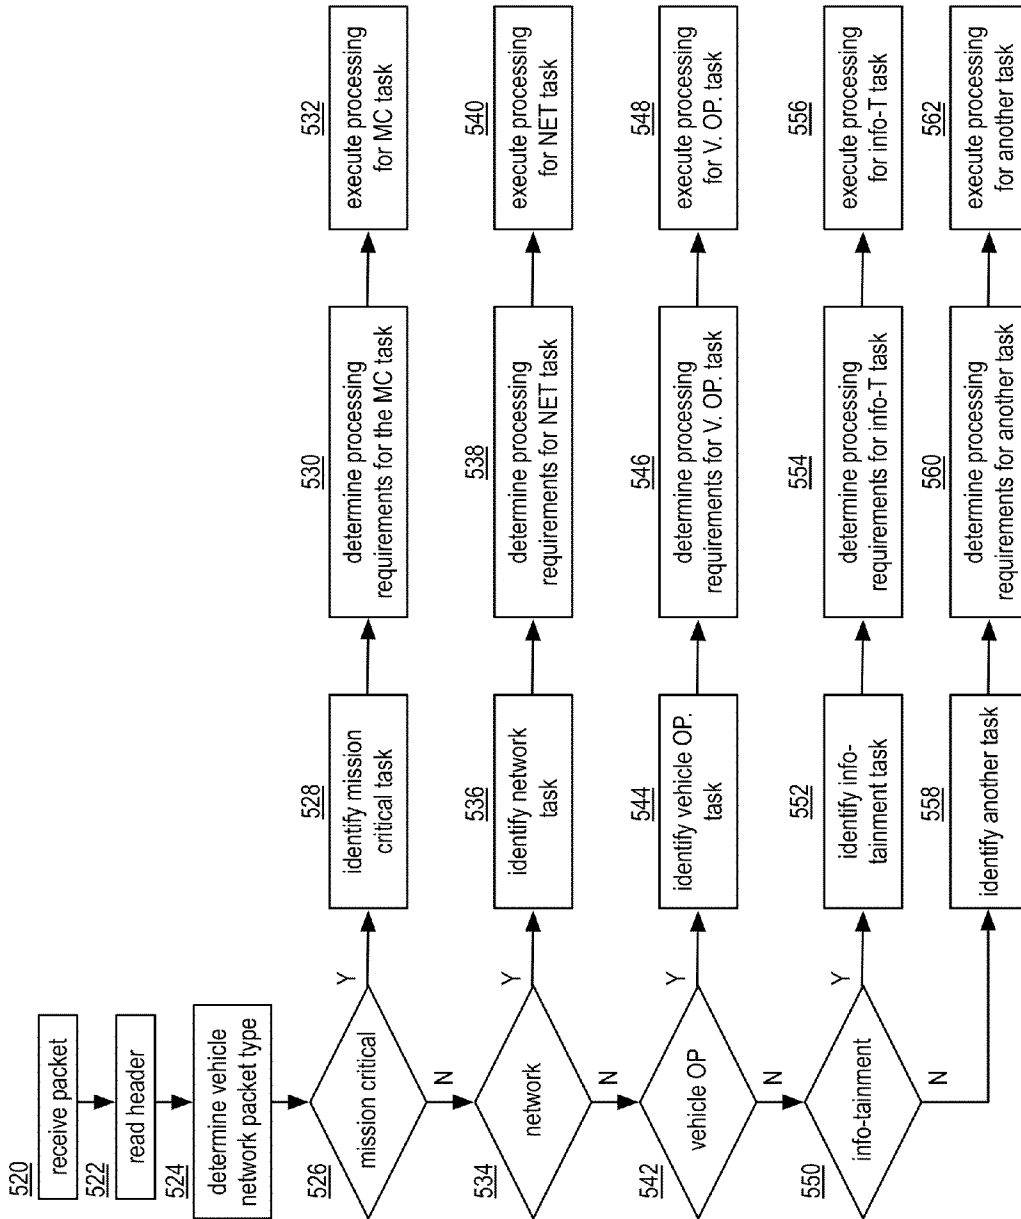 520
receive packet
522
read header
524
determine vehicle
network packet type
526
mission critical
Y
N
528
identify mission
critical task
530
determine processing
requirements for the MC task
532
execute processing
for MC task
534
network
Y
N
536
identify network
task
538
determine processing
requirements for NET task
540
execute processing
for NET task
542
vehicle OP
Y
N
544
identify vehicle OP.
task
546
determine processing
requirements for V. OP. task
548
execute processing
for V. OP. task
550
info-tainment
Y
N
552
identify info-
tainment task
554
determine processing
requirements for info-T task
556
execute processing
for info-T task
558
identify another task
560
determine processing
requirements for another task
562
execute processing
for another task